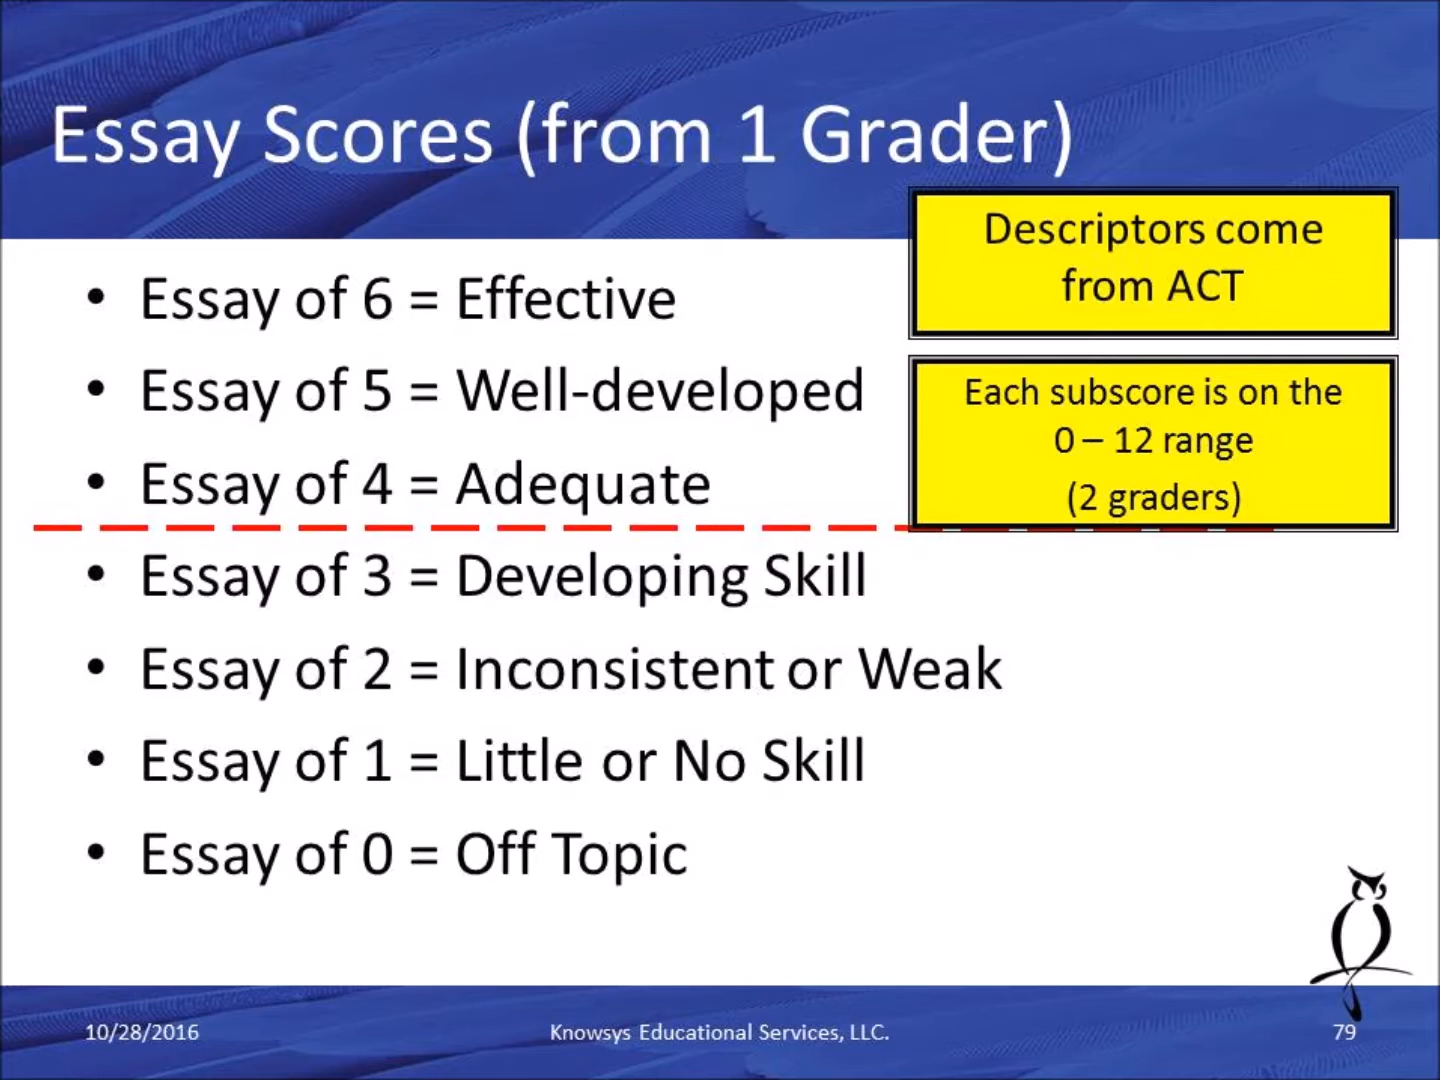 Essay Scores (from 1 Grader)
Descriptors come
from ACT
• Essay of 6 = Effective
• Essay of 5 = Well-developed
• Essay of 4 = Adequate
Each subscore is on the
0 – 12 range
(2 graders)
• Essay of 3 = Developing Skill
• Essay of 2 = Inconsistent or Weak
• Essay of 1 = Little or No Skill
• Essay of 0 = Off Topic
10/28/2016
Knowsys Educational Services, LLC.
79